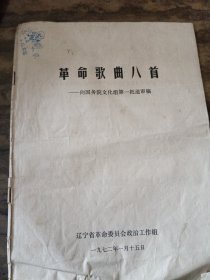 革命歌曲八首
——向国务院文化组第一批送审稿
辽宁省革命委员会政治工作组
一九七二年一月十五日